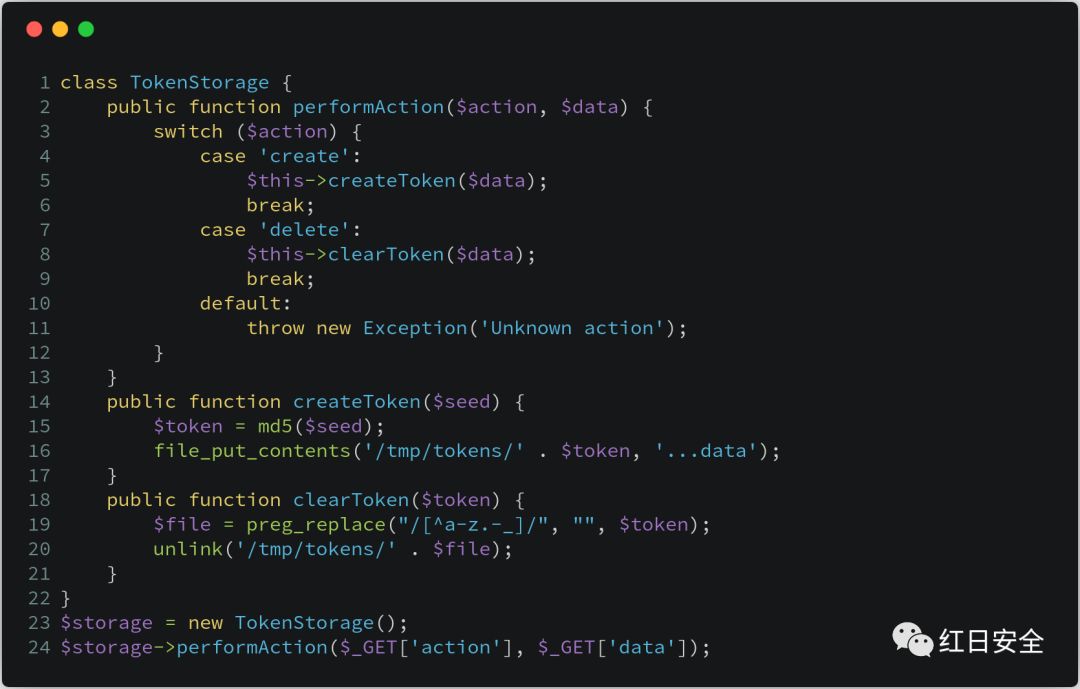 1 class TokenStorage {
2     public function performAction($action, $data) {
3         switch ($action) {
4             case 'create':
5                 $this->createToken($data);
6                 break;
7             case 'delete':
8                 $this->clearToken($data);
9                 break;
10             default:
11                 throw new Exception('Unknown action');
12         }
13     }
14     public function createToken($seed) {
15         $token = md5($seed);
16         file_put_contents('/tmp/tokens/' . $token, '...data');
17     }
18     public function clearToken($token) {
19         $file = preg_replace("/[^a-z.-_]/", "", $token);
20         unlink('/tmp/tokens/' . $file);
21     }
22 }
23 $storage = new TokenStorage();
24 $storage->performAction($_GET['action'], $_GET['data']);
红日安全